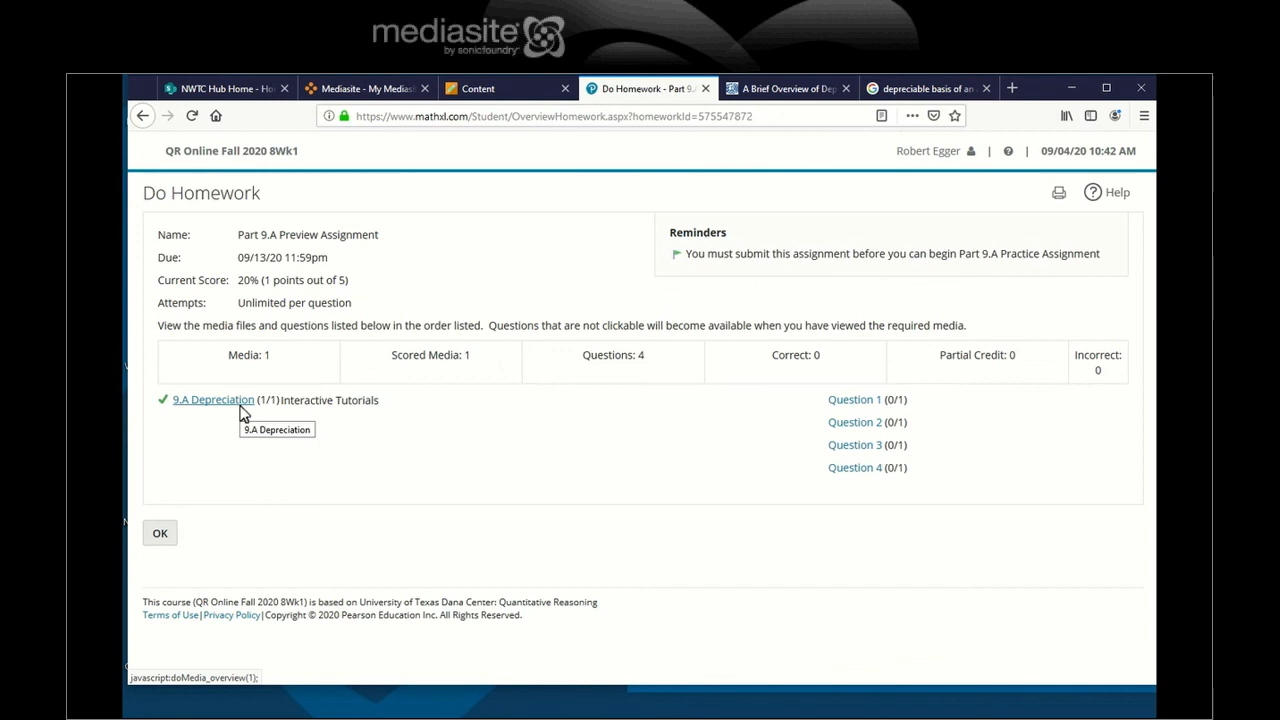 mediasite
by sonicfoundry
NWTC Hub Home - Ho
Mediasite - My Medias
Content
Do Homework - Part 9.
A Brief Overview of Dep
depreciable basis of an
https://www.mathxl.com/Student/OverviewHomework.aspx?homeworkId=575547872
QR Online Fall 2020 8Wk1
Robert Egger | ? | 09/04/20 10:42 AM
Do Homework
? Help
Name: Part 9.A Preview Assignment
Due: 09/13/20 11:59pm
Current Score: 20% (1 points out of 5)
Attempts: Unlimited per question
Reminders
You must submit this assignment before you can begin Part 9.A Practice Assignment
View the media files and questions listed below in the order listed. Questions that are not clickable will become available when you have viewed the required media.
Media: 1 Scored Media: 1 Questions: 4 Correct: 0 Partial Credit: 0 Incorrect: 0
9.A Depreciation (1/1) Interactive Tutorials
9.A Depreciation
Question 1 (0/1)
Question 2 (0/1)
Question 3 (0/1)
Question 4 (0/1)
OK
This course (QR Online Fall 2020 8Wk1) is based on University of Texas Dana Center: Quantitative Reasoning
Terms of Use|Privacy Policy|Copyright © 2020 Pearson Education Inc. All Rights Reserved.
javascript:doMedia_overview(1);